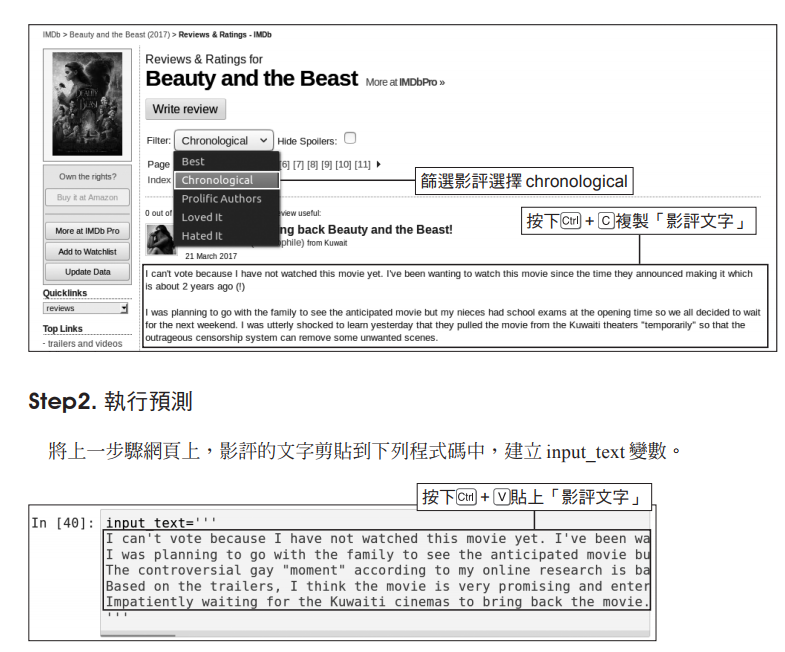 IMDb > Beauty and the Beast (2017) > Reviews & Ratings - IMDb
Reviews & Ratings for
Beauty and the Beast More at IMDbPro »
Write review
Filter: Chronological Hide Spoilers:
Best
Page [6] [7] [8] [9] [10] [11]
Chronological
Index
篩選影評選擇 chronological
Prolific Authors
Loved It
Hated It
Own the rights?
Buy it at Amazon
More at IMDb Pro
Add to Watchlist
Update Data
Quicklinks
reviews
Top Links
- trailers and videos
0 out of view useful:
ng back Beauty and the Beast!
phile} from Kuwait
21 March 2017
按下Ctrl + C複製「影評文字」
I can't vote because I have not watched this movie yet. I've been wanting to watch this movie since the time they announced making it which
is about 2 years ago (!)
I was planning to go with the family to see the anticipated movie but my nieces had school exams at the opening time so we all decided to wait
for the next weekend. I was utterly shocked to learn yesterday that they pulled the movie from the Kuwaiti theaters "temporarily" so that the
outrageous censorship system can remove some unwanted scenes.
Step2. 執行預測
將上一步驟網頁上，影評的文字剪貼到下列程式碼中，建立 input_text 變數。
按下Ctrl + V貼上「影評文字」
In [40]: input_text='''
I can't vote because I have not watched this movie yet. I've been wa
I was planning to go with the family to see the anticipated movie bu
The controversial gay "moment" according to my online research is ba
Based on the trailers, I think the movie is very promising and enter
Impatiently waiting for the Kuwaiti cinemas to bring back the movie.
'''